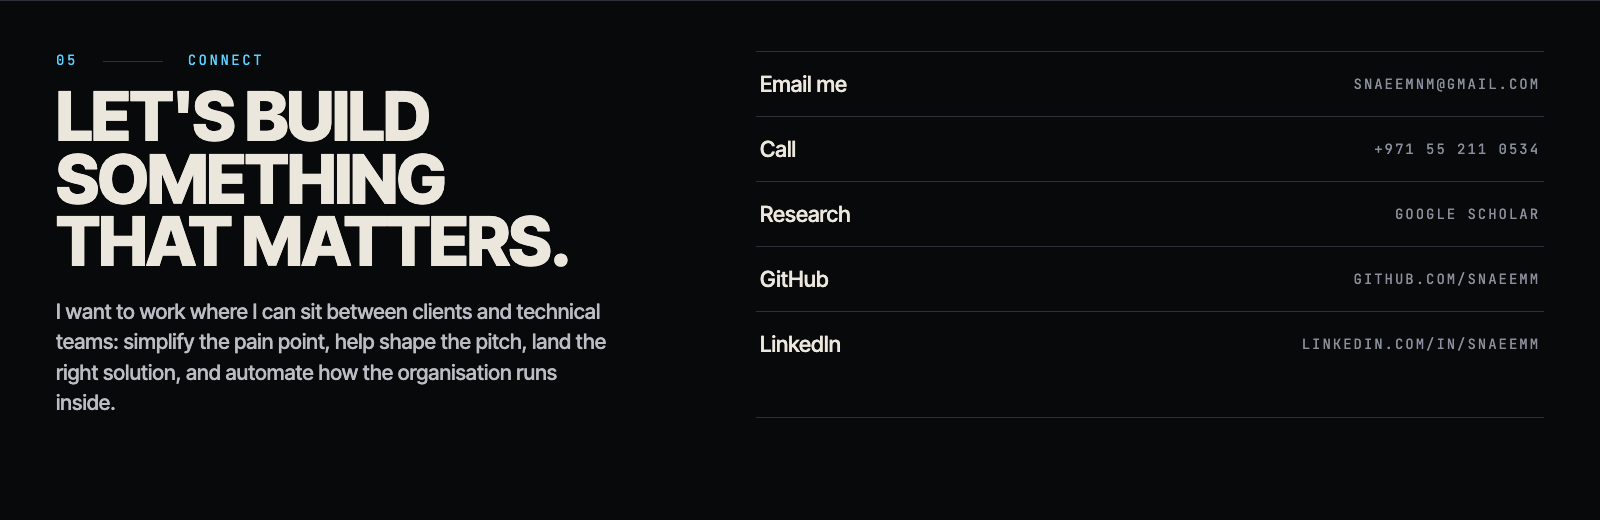 05 CONNECT
LET'S BUILD
SOMETHING
THAT MATTERS.
I want to work where I can sit between clients and technical
teams: simplify the pain point, help shape the pitch, land the
right solution, and automate how the organisation runs
inside.
Email me SNAEEMNM@GMAIL.COM
Call +971 55 211 0534
Research GOOGLE SCHOLAR
GitHub GITHUB.COM/SNAEEMM
LinkedIn LINKEDIN.COM/IN/SNAEEMM